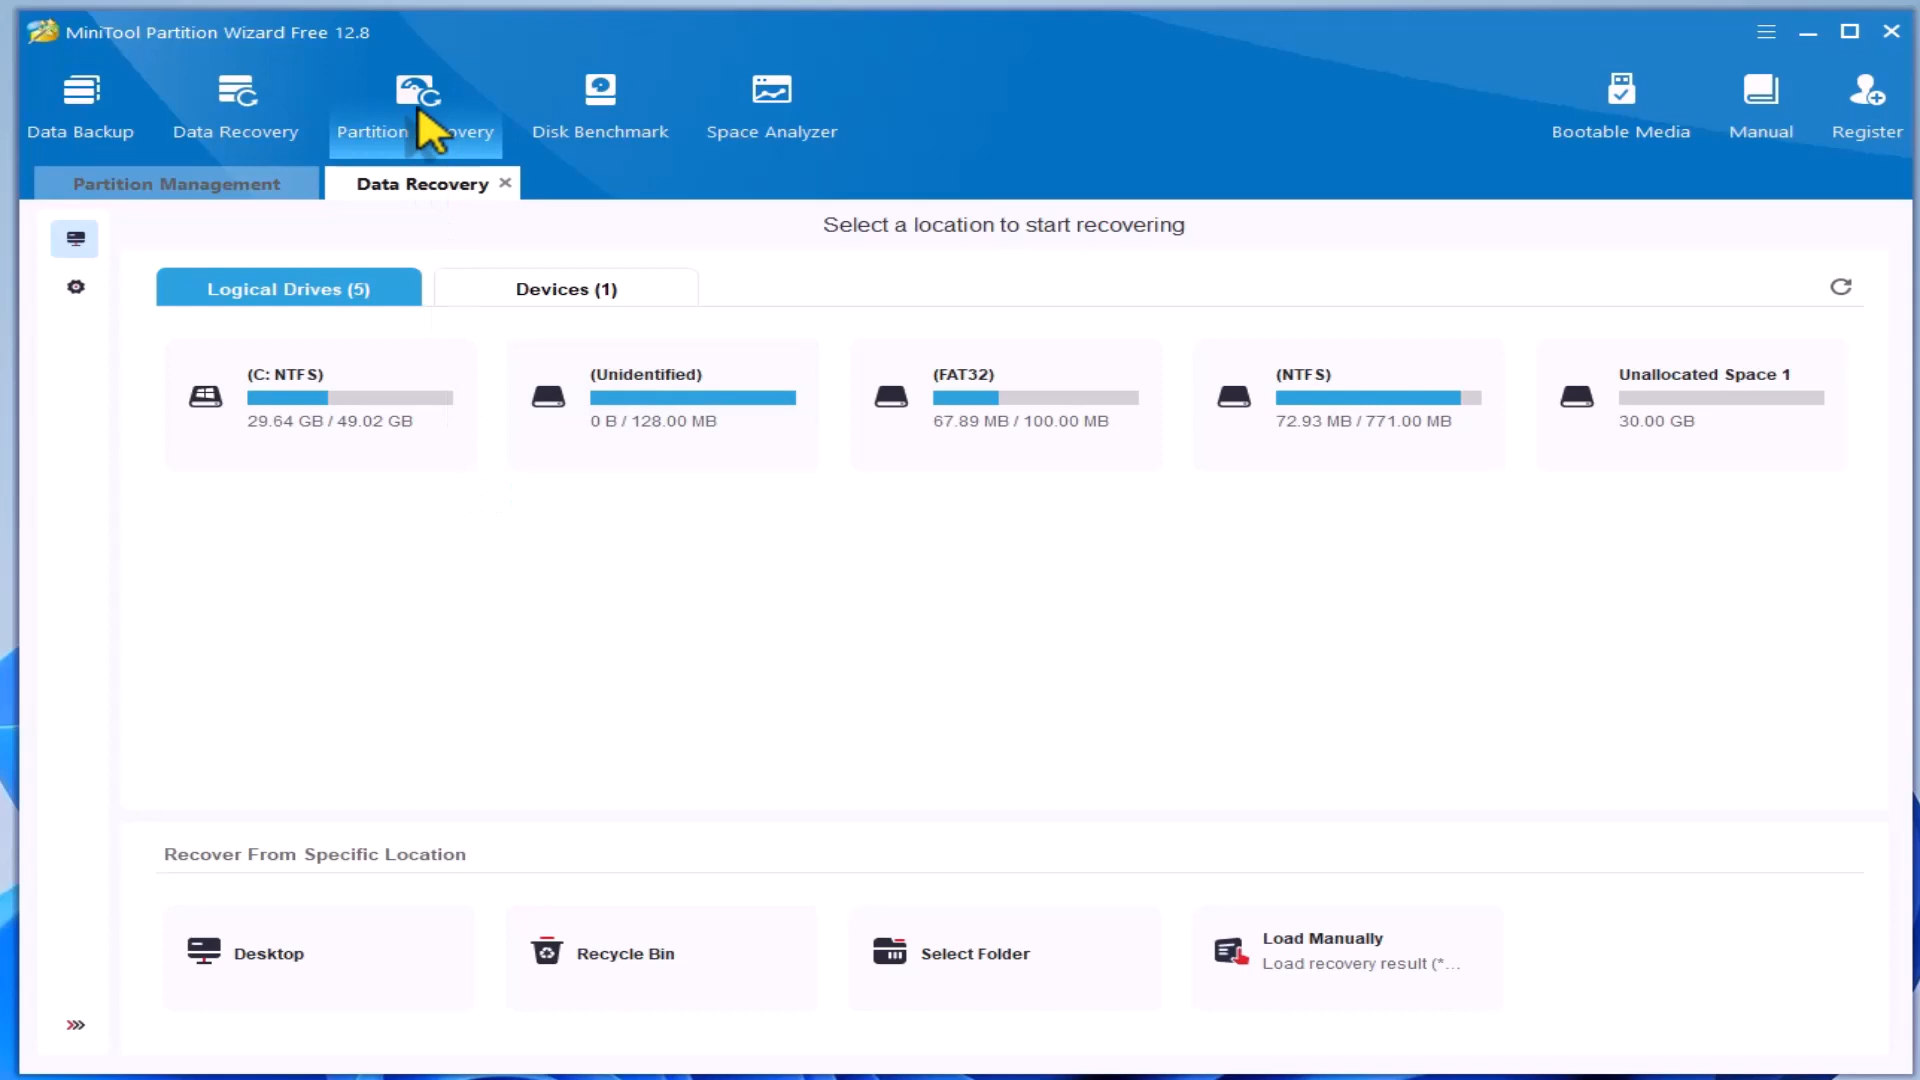 MiniTool Partition Wizard Free 12.8
Data Backup
Data Recovery
Partition
Disk Benchmark
Space Analyzer
Bootable Media
Manual
Register
Partition Management
Data Recovery
Select a location to start recovering
Logical Drives (5)
Devices (1)
(C: NTFS)
29.64 GB / 49.02 GB
(Unidentified)
0 B / 128.00 MB
(FAT32)
67.89 MB / 100.00 MB
(NTFS)
72.93 MB / 771.00 MB
Unallocated Space 1
30.00 GB
Recover From Specific Location
Desktop
Recycle Bin
Select Folder
Load Manually
Load recovery result (*...